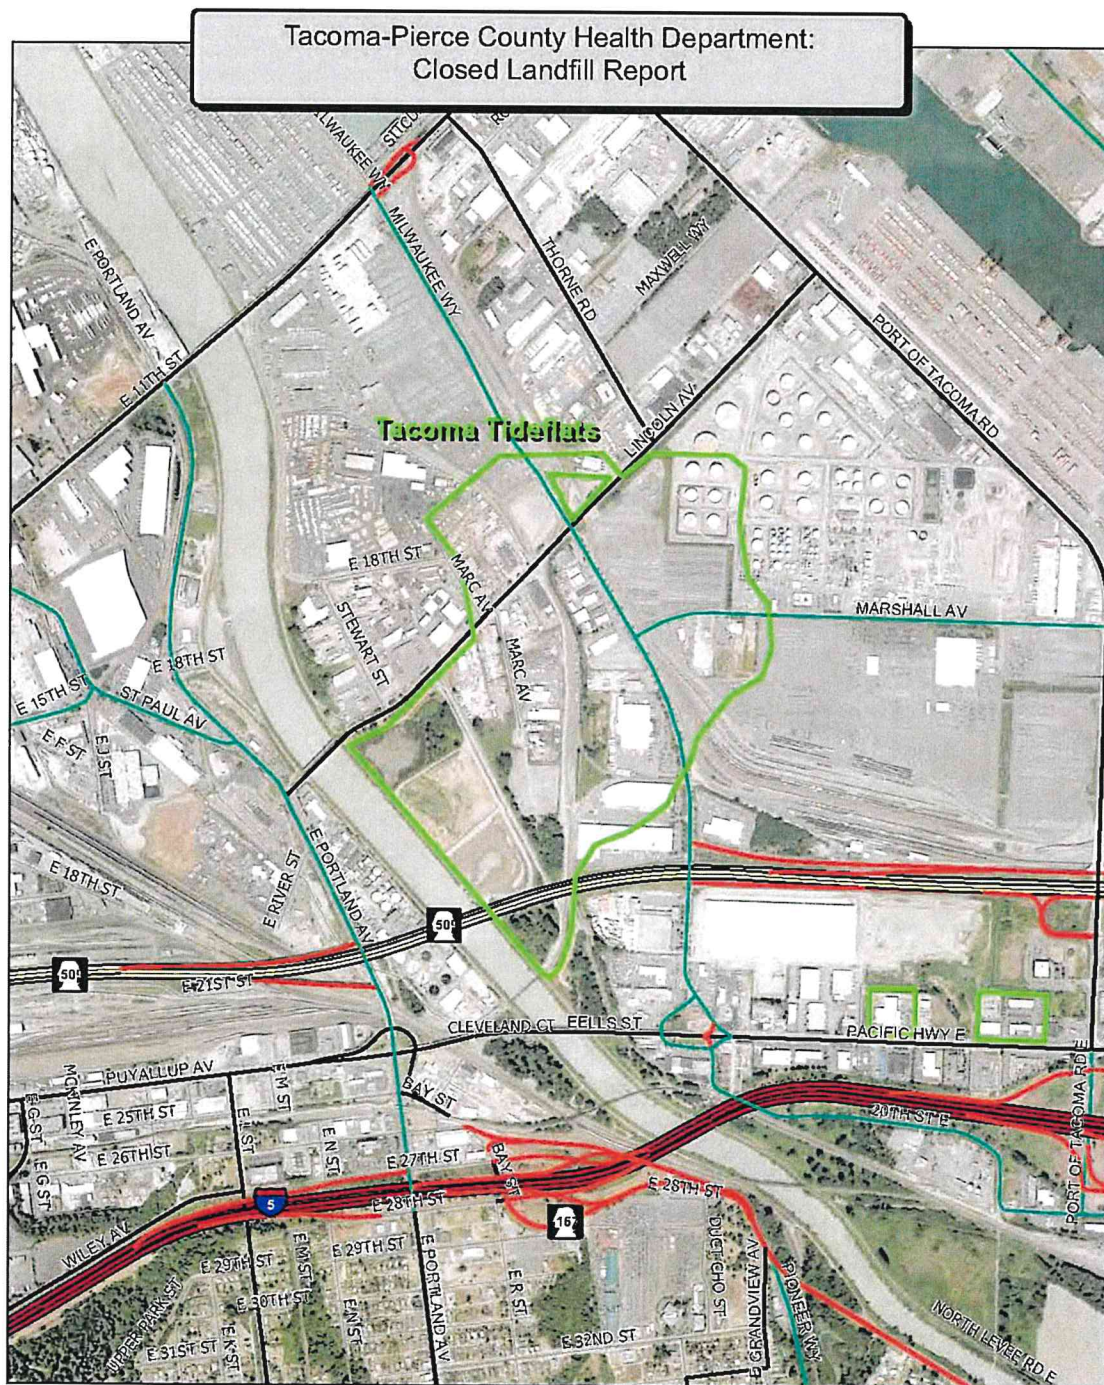 Tacoma-Pierce County Health Department:
Closed Landfill Report
MILWAUKEE WY
E PORTLAND AV
MILWAUKEE WY
THORNE RD
MAXWELL WY
PORT OF TACOMA RD
E 11TH ST
LINCOLN AV
Tacoma Tideflats
E 18TH ST
MARC AV
STEWART ST
MARC AV
MARSHALL AV
E 18TH ST
E 15TH ST
ST PAUL AV
E F ST
E J ST
E PORTLAND AV
E RIVER ST
E 18TH ST
509
509
E 21ST ST
CLEVELAND CT
EELLS ST
PACIFIC HWY E
PUYALLUP AV
MCKINLEY AV
E G ST
E M ST
BAY ST
E 25TH ST
E L ST
20TH ST E
PORT OF TACOMA RD E
E 26TH ST
E N ST
E 27TH ST
BAY ST
E G ST
5
E 28TH ST
E 28TH ST
167
WILEY AV
E 29TH ST
E M ST
E 29TH ST
E PORTLAND AV
E R ST
E GRANDVIEW AV
PIONEER WY
E 30TH ST
UPPER PARK ST
E K ST
E N ST
E 31ST ST
E 32ND ST
NORTH LEVEE RD E